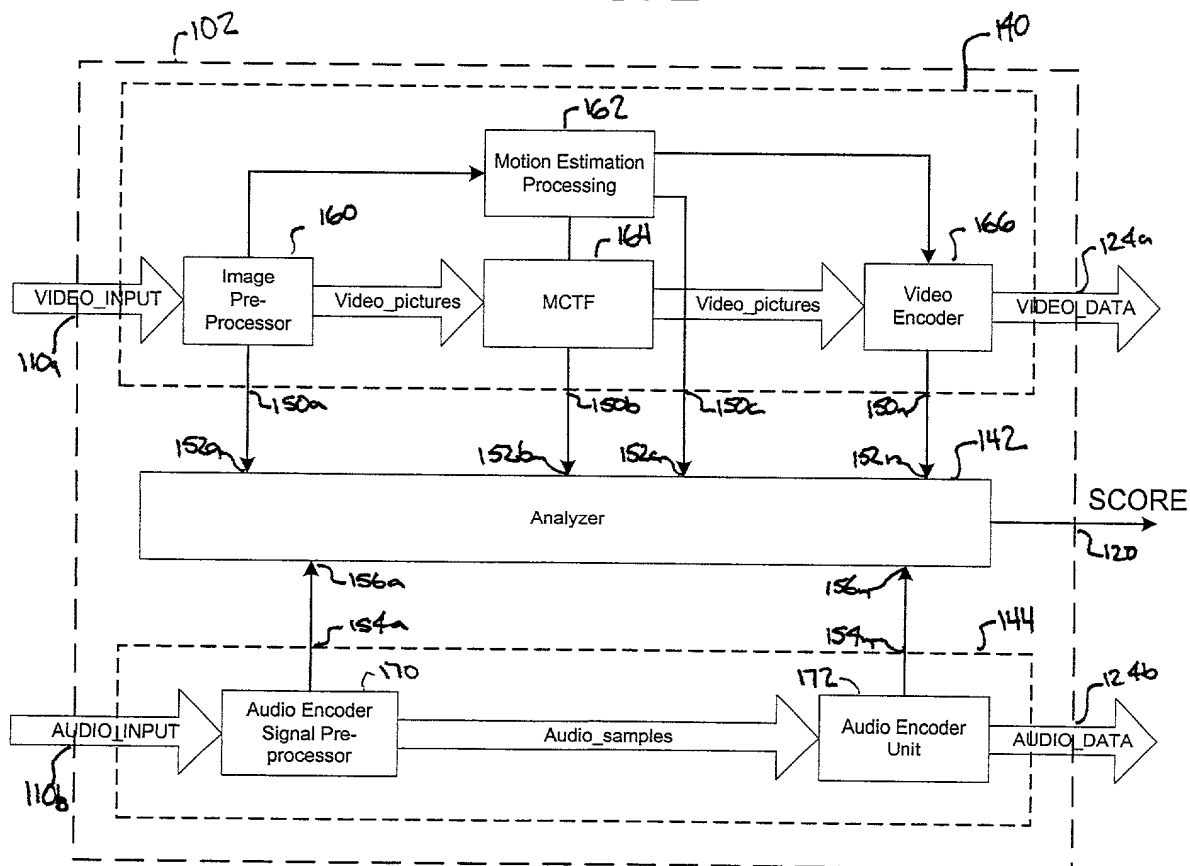 102
140
162
Motion Estimation
Processing
160
164
166
124a
VIDEO_INPUT
Image
Pre-
Processor
Video_pictures
MCTF
Video_pictures
Video
Encoder
VIDEO_DATA
110a
150a
150b
150c
150n
152a
152b
152c
152n
142
Analyzer
SCORE
120
156a
156n
154a
154n
144
170
172
124b
AUDIO_INPUT
Audio Encoder
Signal Pre-
processor
Audio_samples
Audio Encoder
Unit
AUDIO_DATA
110b